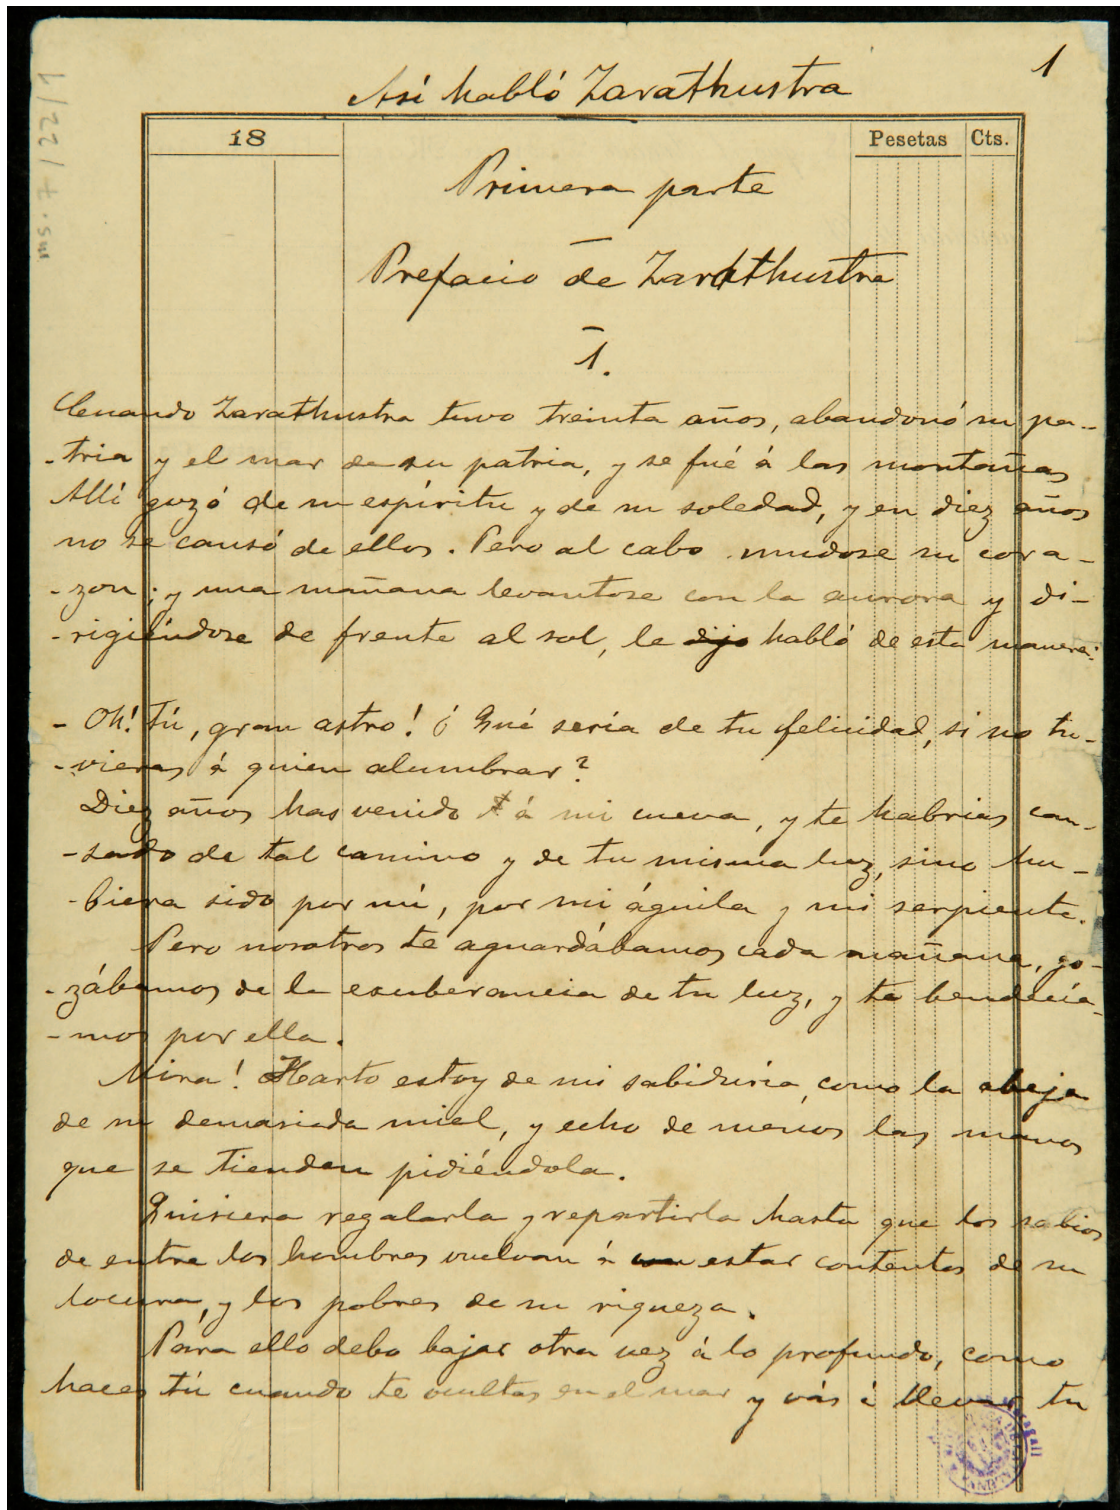 1
Así habló Zarathustra
ms. 7/22/1
18 Pesetas Cts.
Primera parte
Prefacio de Zarathustra
1.
Cuando Zarathustra tuvo treinta años, abandonó su pa-
-tria y el mar de su patria, y se fué á las montañas
Allí gozó de su espíritu y de su soledad, y en diez años
no se cansó de ellos. Pero al cabo mudose su cora-
-zon; y una mañana levantose con la aurora y di-
-rigiéndose de frente al sol, le dijo habló de esta manera:
- Oh! Tú, gran astro! ¿Qué sería de tu felicidad, si no tu-
-vieras á quien alumbrar?
Diez años has venido á mi cueva, y te habrias can-
-sado de tal camino y de tu misma luz, sino hu-
-biera sido por mí, por mi águila y mi serpiente.
Pero nosotros te aguardábamos cada mañana, go-
-zábamos de la exuberancia de tu luz, y te bendecía-
-mos por ella.
Mira! Harto estoy de mi sabiduría, como la abeja
de su demasiada miel, y echo de menos las manos
que se tienden pidiéndola.
Quisiera regalarla y repartirla hasta que los sabios
de entre los hombres vuelvan á estar contentos de su
locura, y los pobres de su riqueza.
Para ello debo bajar otra vez á lo profundo, como
haces tú cuando te ocultas en el mar y vás á llevar tu